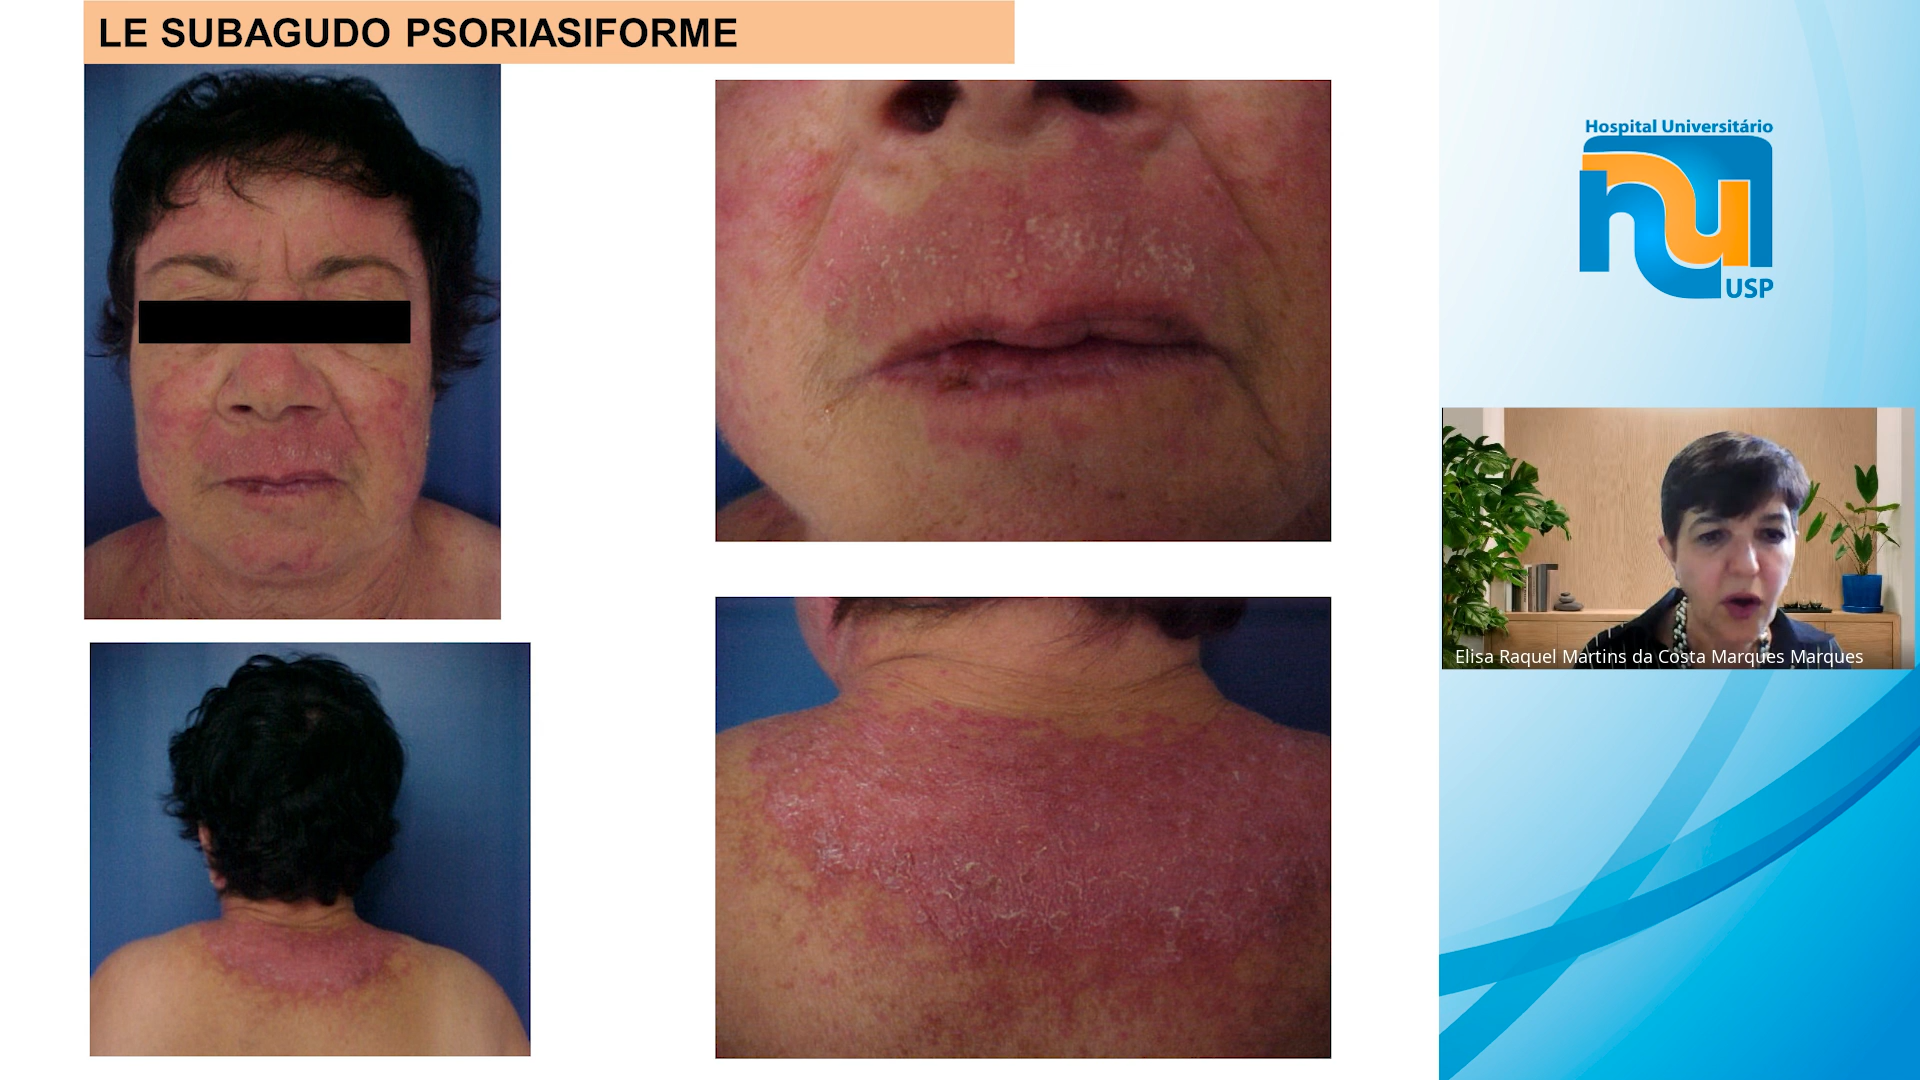 LE SUBAGUDO PSORIASIFORME
Hospital Universitário
hu
USP
Elisa Raquel Martins da Costa Marques Marques